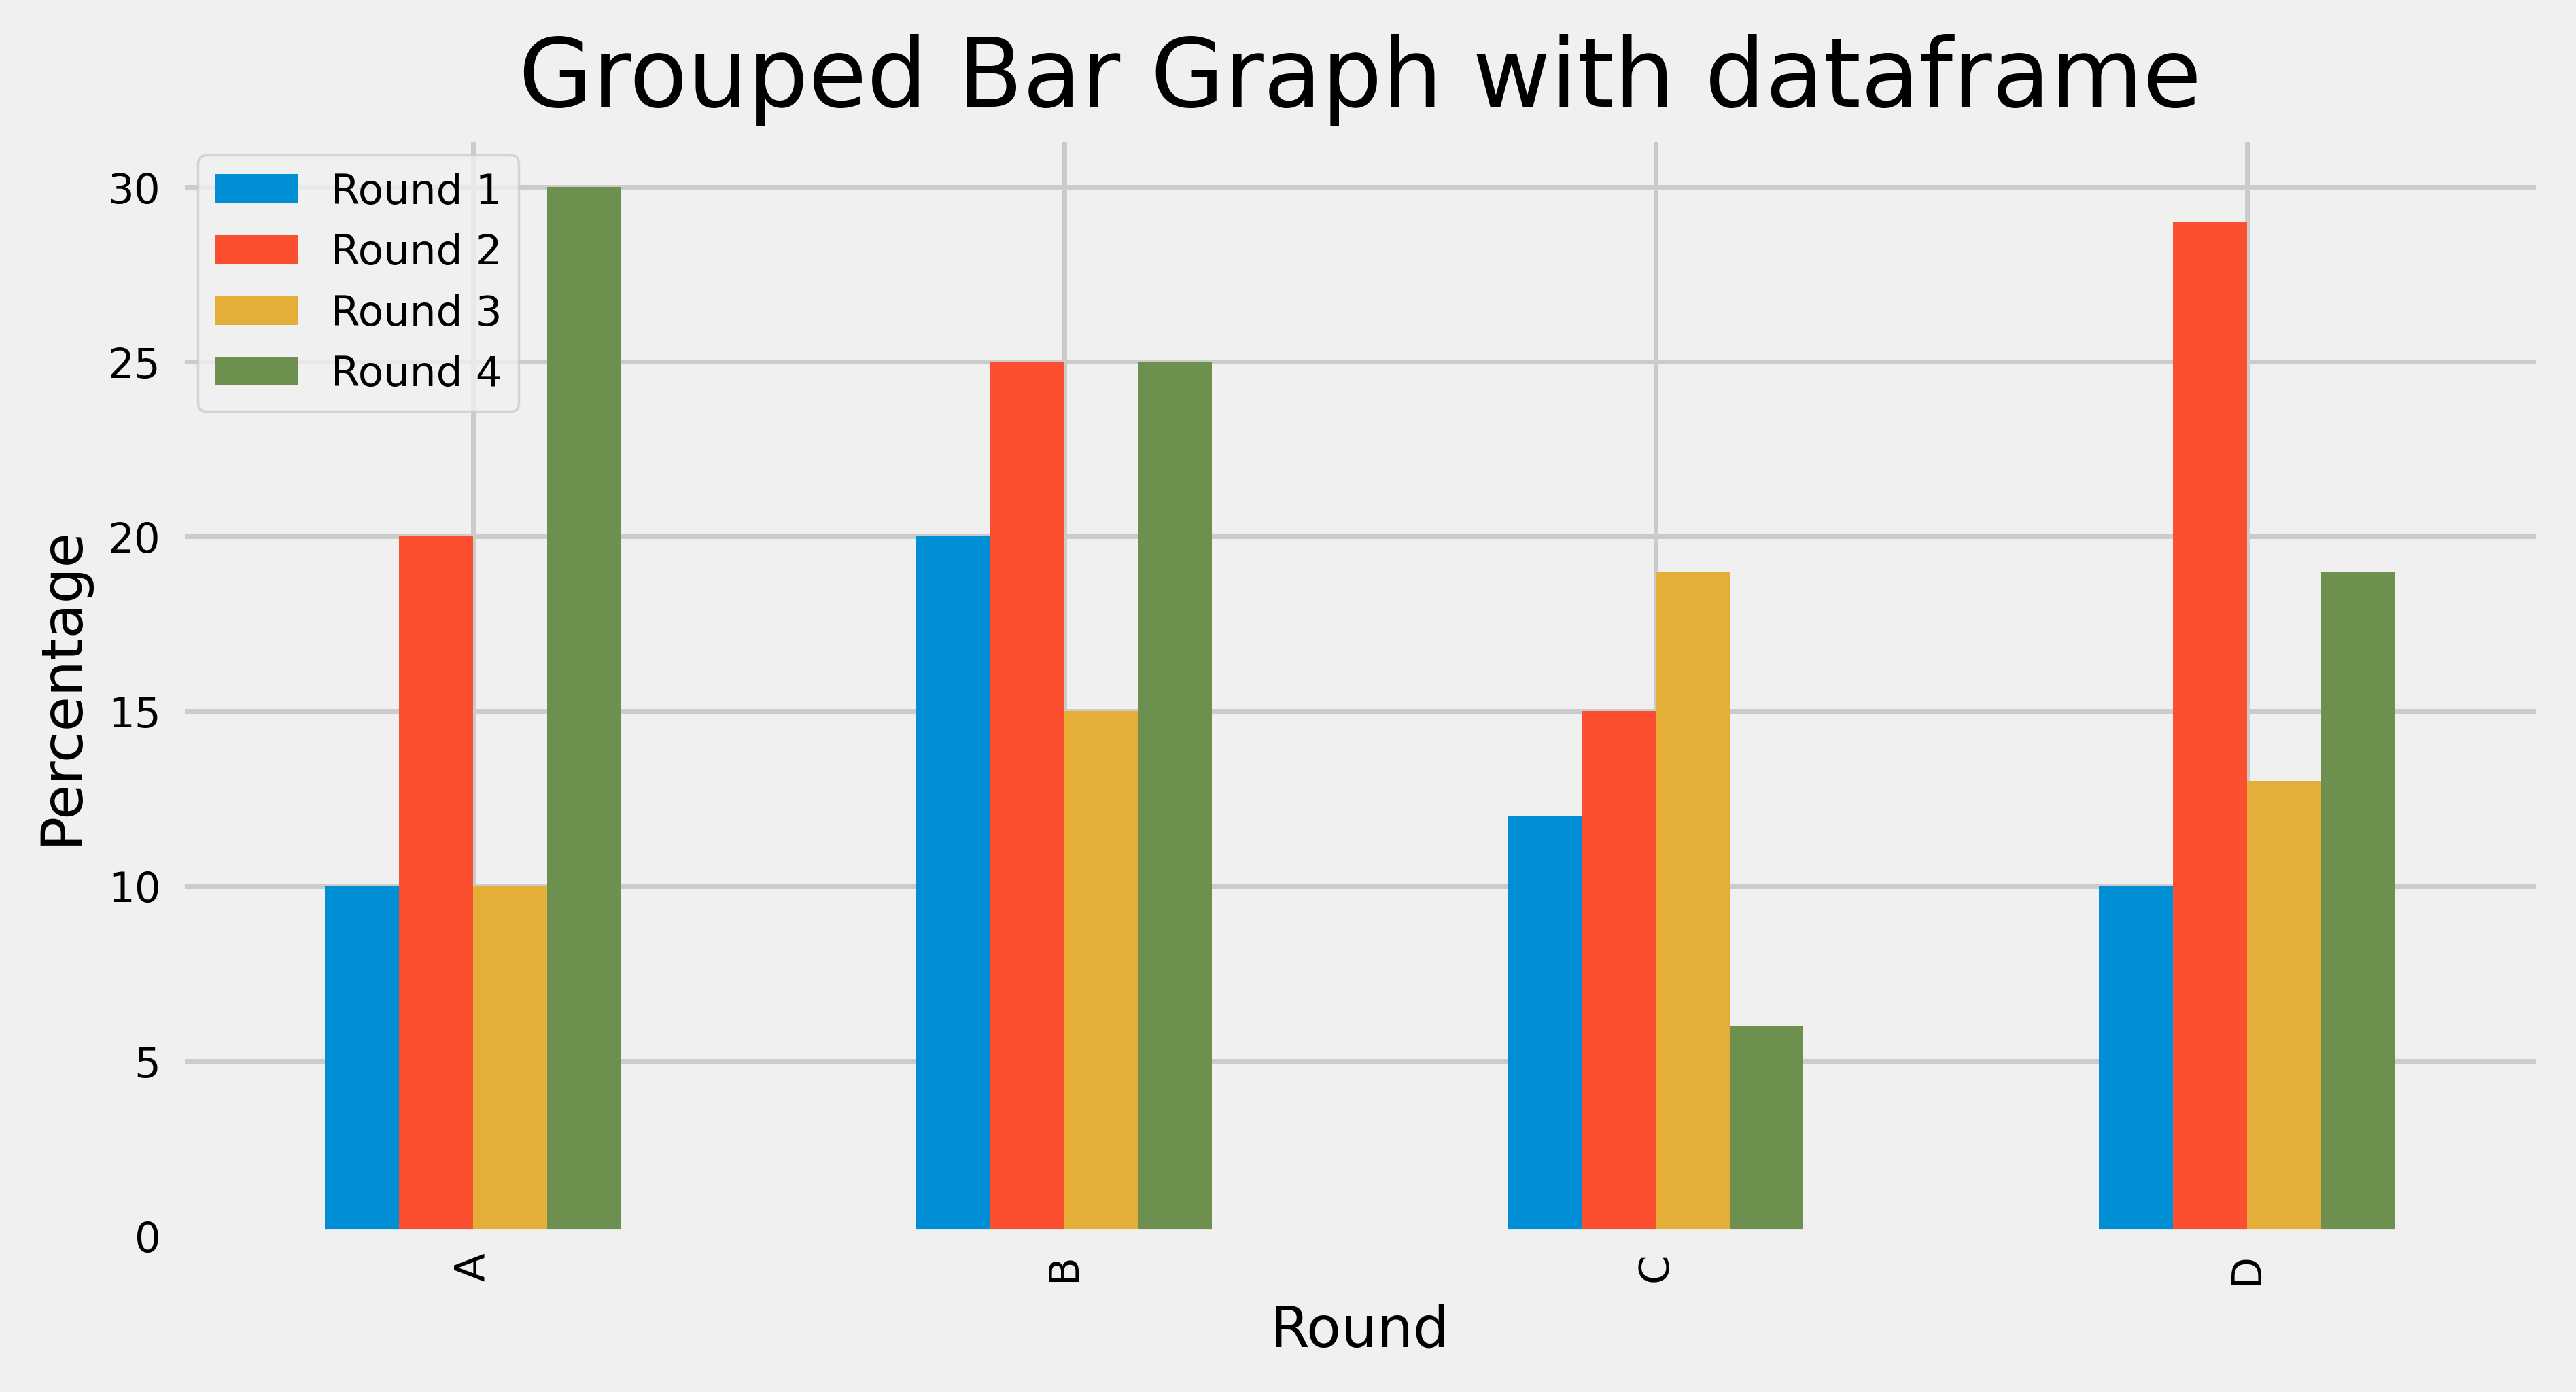 Grouped Bar Graph with dataframe
Round 1
Round 2
Round 3
Round 4
Percentage
30
25
20
15
10
5
0
A
B
C
D
Round